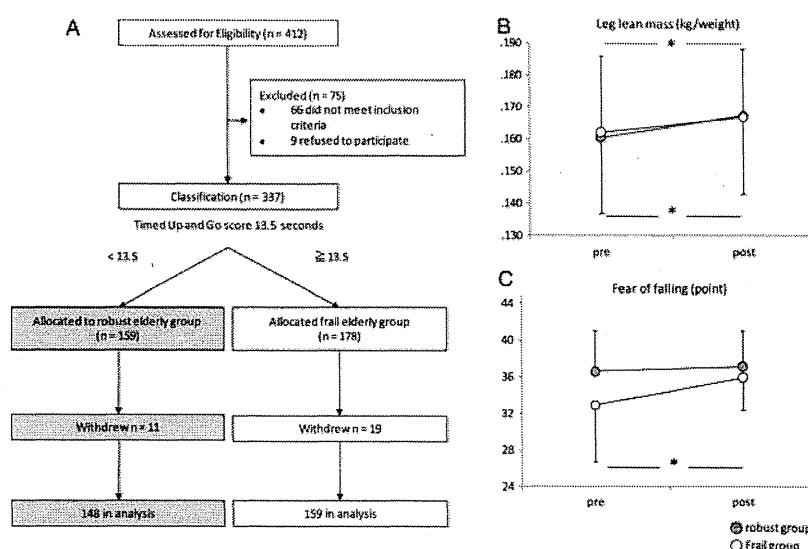 A
Assessed for Eligibility (n = 412)
Excluded (n = 75)
• 66 did not meet inclusion
criteria
• 9 refused to participate
Classification (n = 337)
Timed Up and Go score 13.5 seconds
< 13.5
≧ 13.5
Allocated to robust elderly group
(n = 159)
Allocated frail elderly group
(n = 178)
Withdrew n = 11
Withdrew n = 19
148 in analysis
159 in analysis
B
Leg lean mass (kg/weight)
.190
*
.180
.170
.160
.150
.140
*
.130
pre
post
C
Fear of falling (point)
44
40
36
32
28
*
24
pre
post
robust group
Frail group